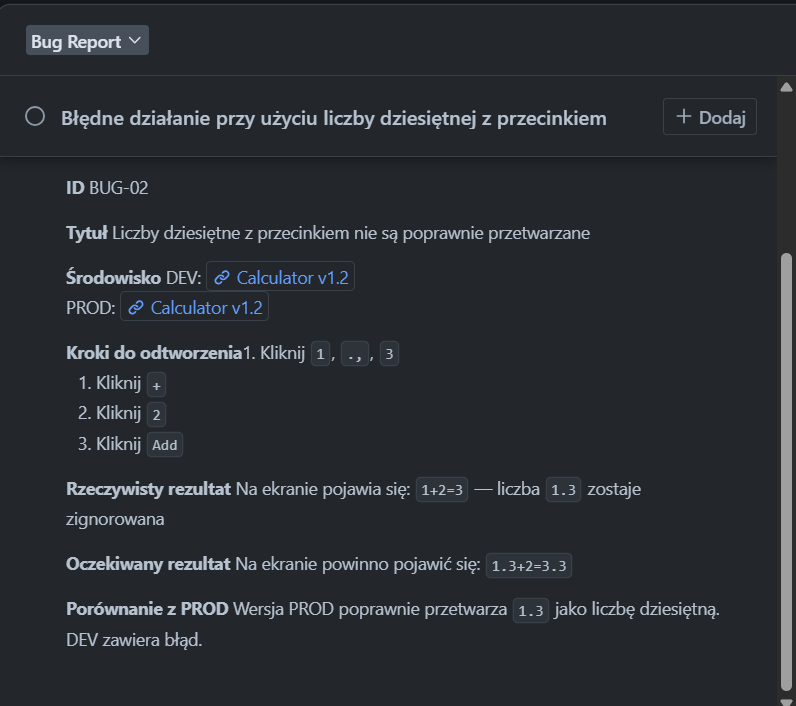 Bug Report
Błędne działanie przy użyciu liczby dziesiętnej z przecinkiem
+ Dodaj
ID BUG-02
Tytuł Liczby dziesiętne z przecinkiem nie są poprawnie przetwarzane
Środowisko DEV: Calculator v1.2
PROD: Calculator v1.2
Kroki do odtworzenia1. Kliknij 1, .,, 3
1. Kliknij +
2. Kliknij 2
3. Kliknij Add
Rzeczywisty rezultat Na ekranie pojawia się: 1+2=3 — liczba 1.3 zostaje
zignorowana
Oczekiwany rezultat Na ekranie powinno pojawić się: 1.3+2=3.3
Porównanie z PROD Wersja PROD poprawnie przetwarza 1.3 jako liczbę dziesiętną.
DEV zawiera błąd.